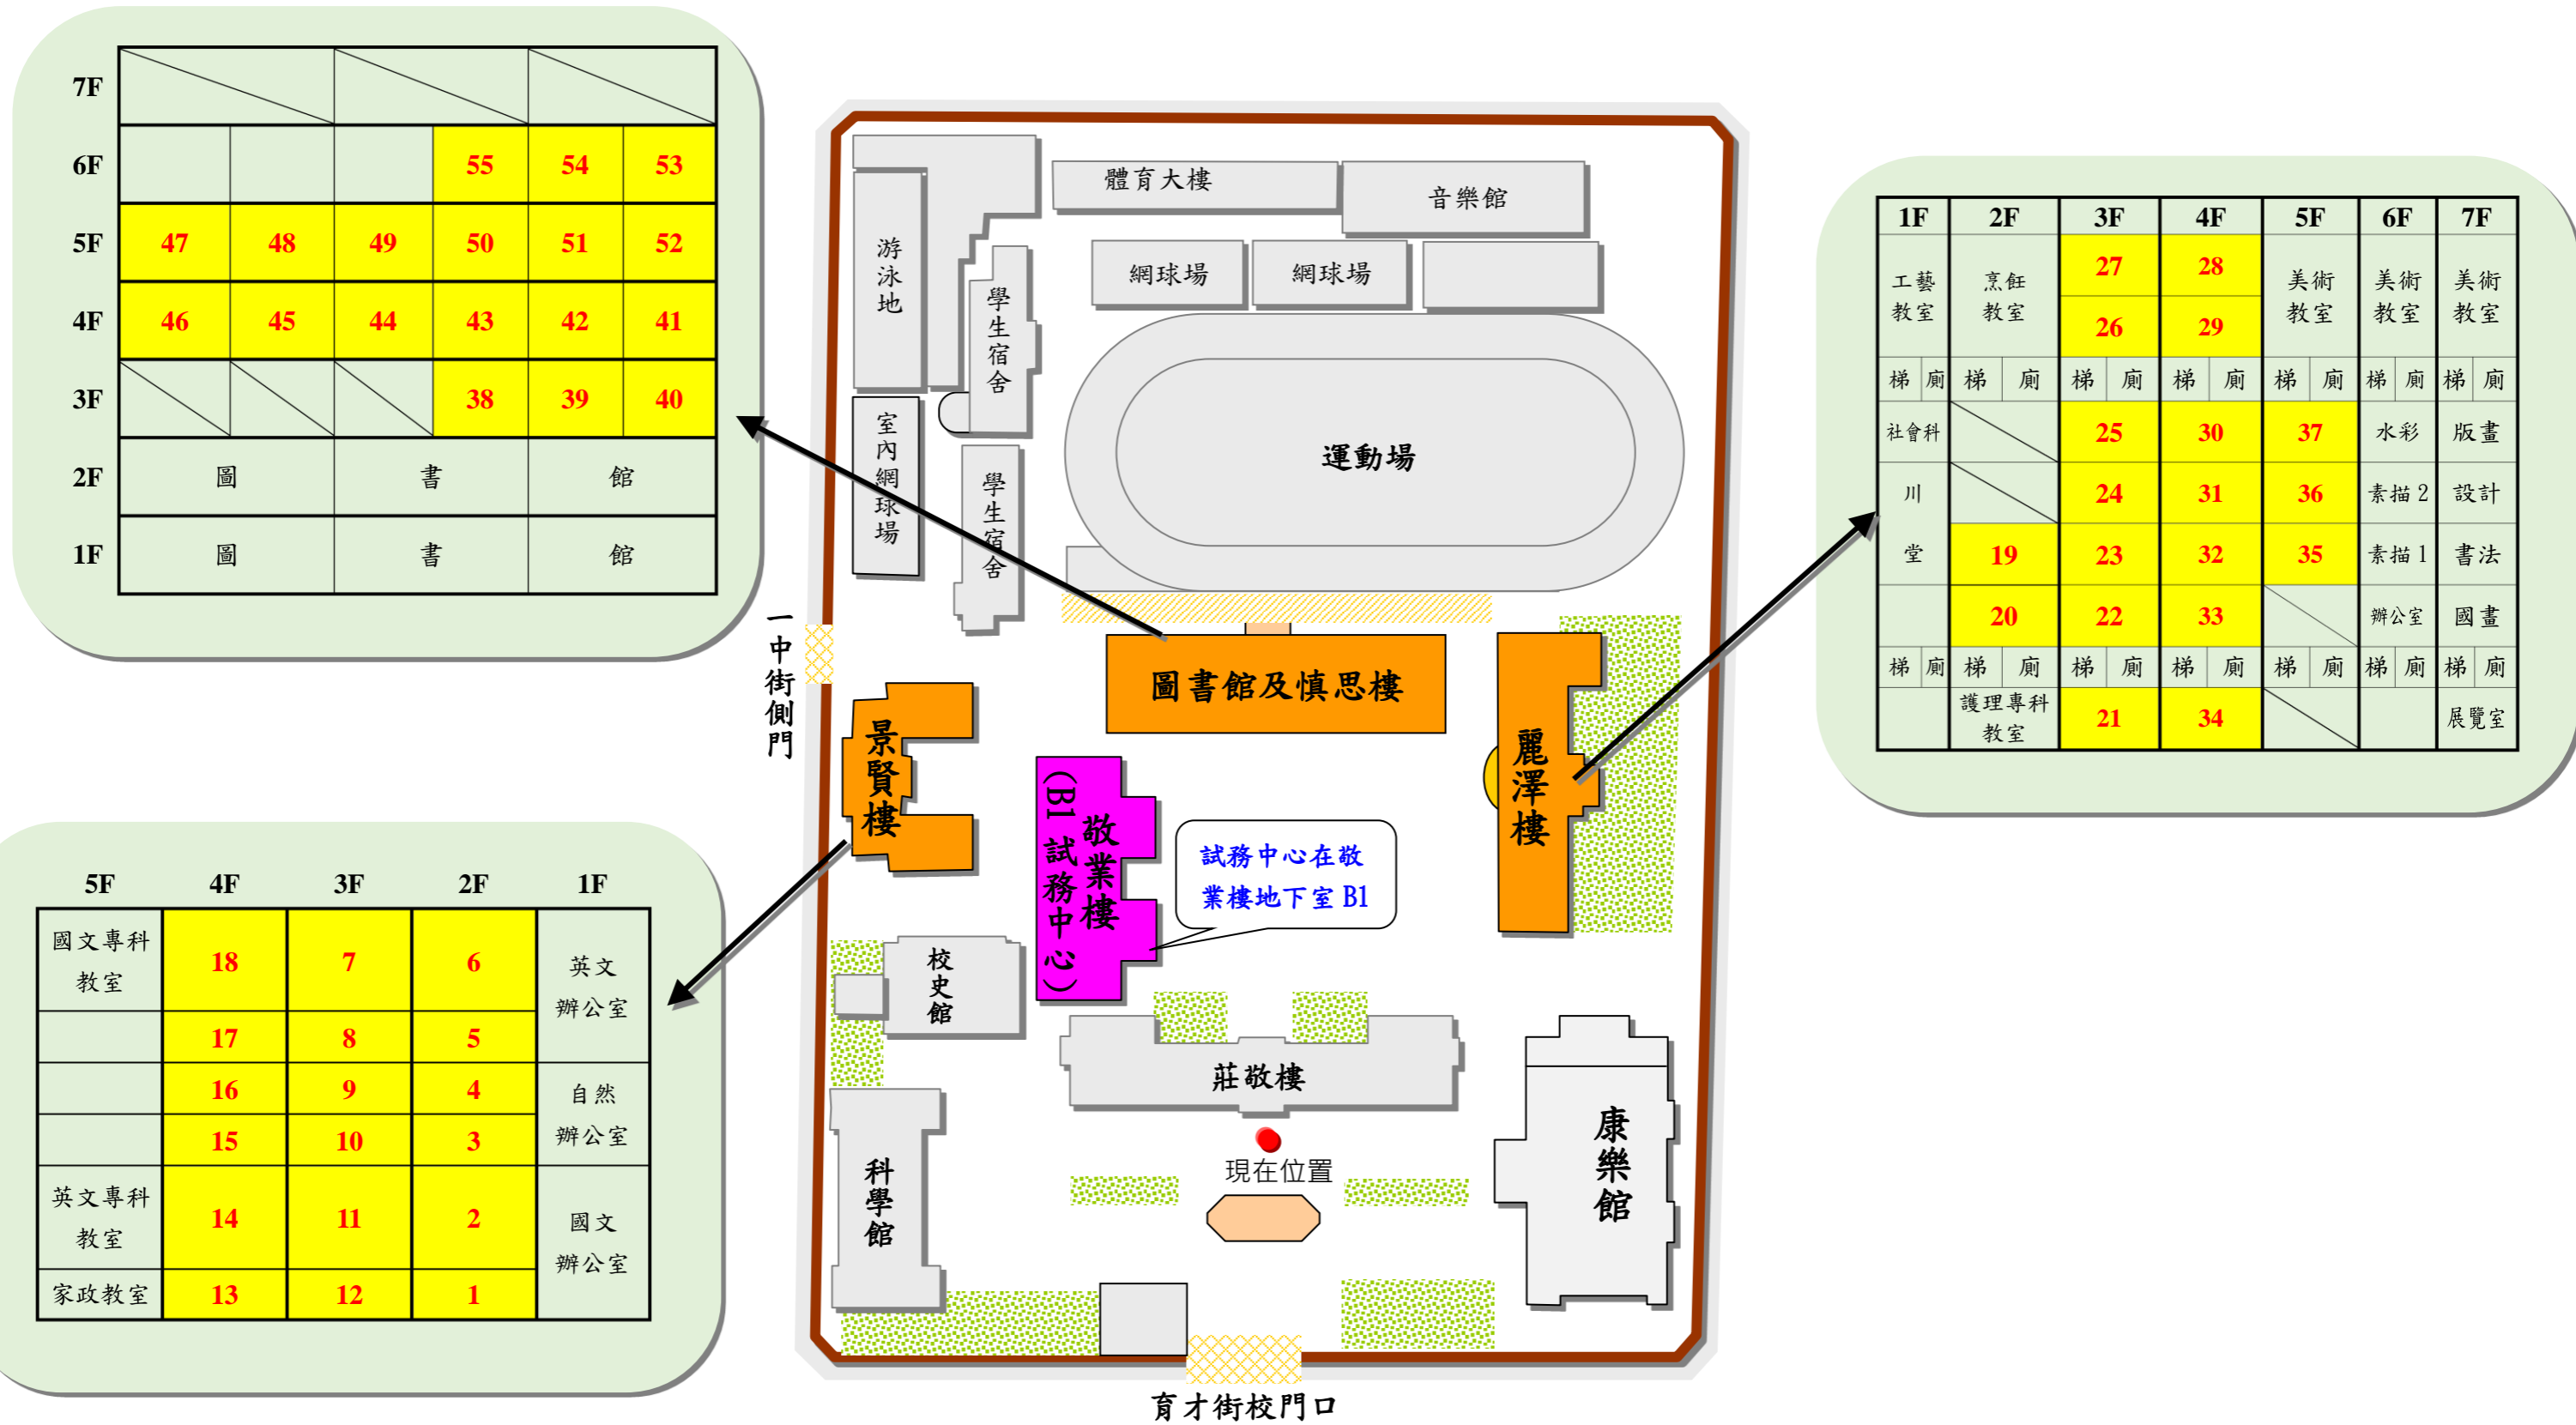 7F
6F 55 54 53
5F 47 48 49 50 51 52
4F 46 45 44 43 42 41
3F 38 39 40
2F 圖 書 館
1F 圖 書 館
5F 4F 3F 2F 1F
國文專科
教室
18 7 6
英文
辦公室
17 8 5
16 9 4
自然
辦公室
15 10 3
英文專科
教室
14 11 2
國文
辦公室
家政教室 13 12 1
體育大樓
音樂館
游泳地
網球場
網球場
學生宿舍
室內網球場
學生宿舍
運動場
一中街側門
圖書館及慎思樓
景賢樓
麗澤樓
敬業樓
(B1 試務中心)
試務中心在敬
業樓地下室 B1
校史館
莊敬樓
現在位置
科學館
康樂館
育才街校門口
1F 2F 3F 4F 5F 6F 7F
工藝
教室
烹飪
教室
27 28
26 29
美術
教室
美術
教室
美術
教室
梯 廁 梯 廁 梯 廁 梯 廁 梯 廁 梯 廁 梯 廁
社會科 25 30 37 水彩 版畫
川 24 31 36 素描 2 設計
堂 19 23 32 35 素描 1 書法
20 22 33 辦公室 國畫
梯 廁 梯 廁 梯 廁 梯 廁 梯 廁 梯 廁 梯 廁
護理專科
教室
21 34 展覽室